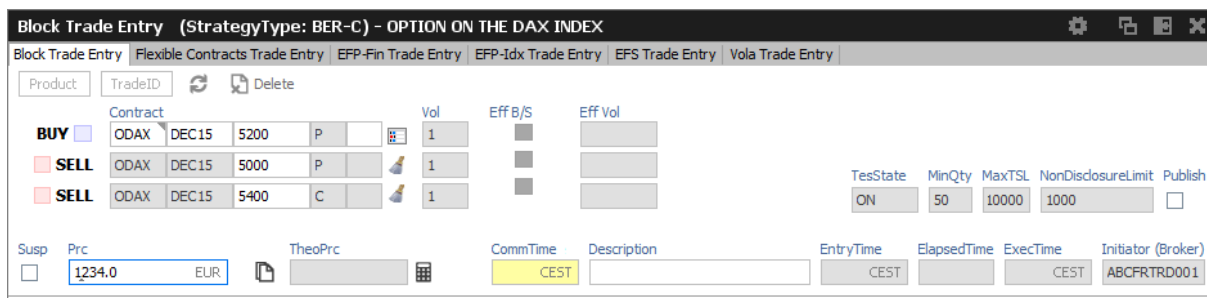 Block Trade Entry (StrategyType: BER-C) - OPTION ON THE DAX INDEX
Block Trade Entry Flexible Contracts Trade Entry EFP-Fin Trade Entry EFP-Idx Trade Entry EFS Trade Entry Vola Trade Entry
Product TradeID Delete
Contract Vol Eff B/S Eff Vol
BUY ODAX DEC15 5200 P 1
SELL ODAX DEC15 5000 P 1
TesState MinQty MaxTSL NonDisclosureLimit Publish
SELL ODAX DEC15 5400 C 1 ON 50 10000 1000
Susp Prc TheoPrc CommTime Description EntryTime ElapsedTime ExecTime Initiator (Broker)
1234.0 EUR CEST CEST CEST ABCFRTRD001